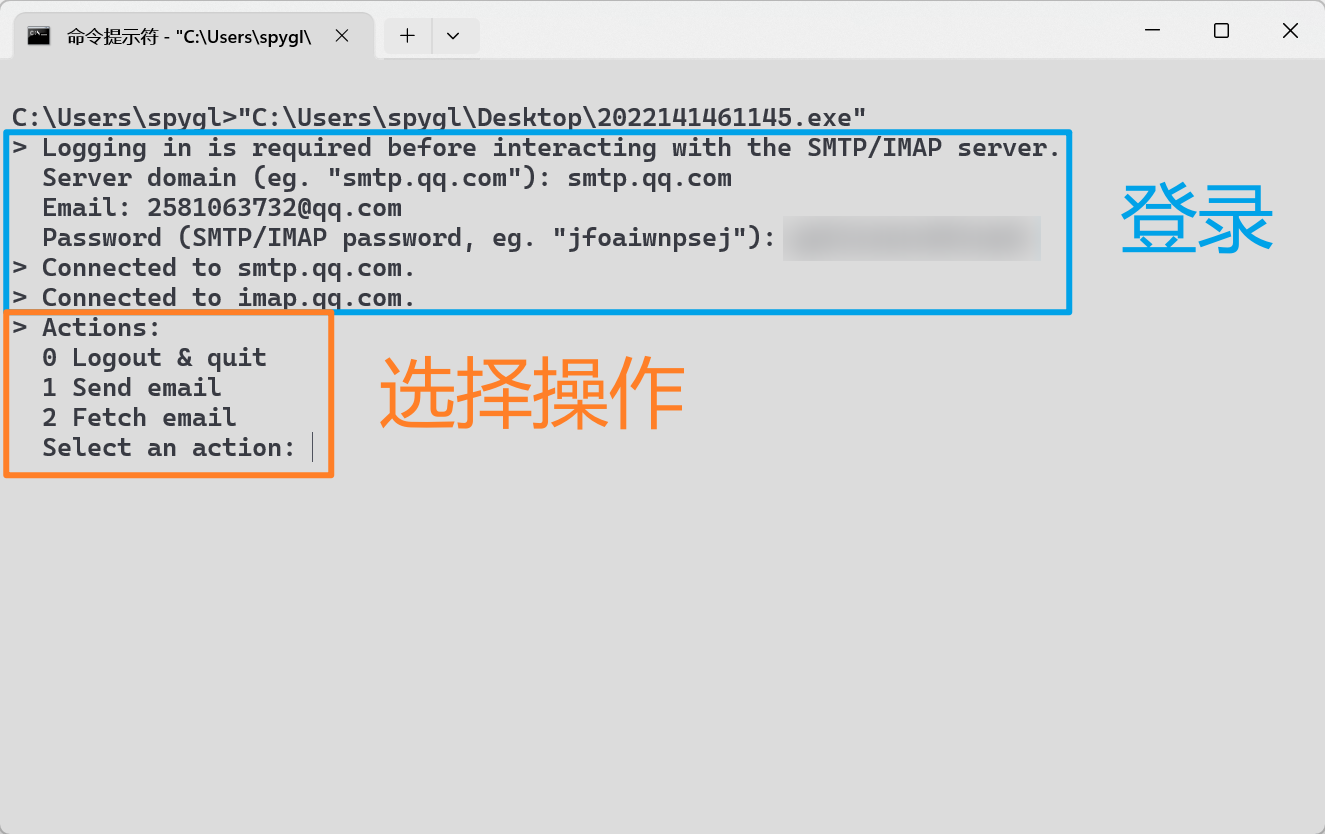 命令提示符 - "C:\Users\spygl\
C:\Users\spygl>"C:\Users\spygl\Desktop\2022141461145.exe"
> Logging in is required before interacting with the SMTP/IMAP server.
Server domain (eg. "smtp.qq.com"): smtp.qq.com
Email: 2581063732@qq.com
Password (SMTP/IMAP password, eg. "jfoaiwnpsej"):
> Connected to smtp.qq.com.
> Connected to imap.qq.com.
登录
> Actions:
0 Logout & quit
1 Send email
2 Fetch email
Select an action:
选择操作